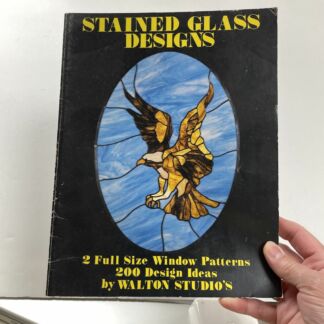 STAINED GLASS
DESIGNS
2 Full Size Window Patterns
200 Design Ideas
by WALTON STUDIO'S